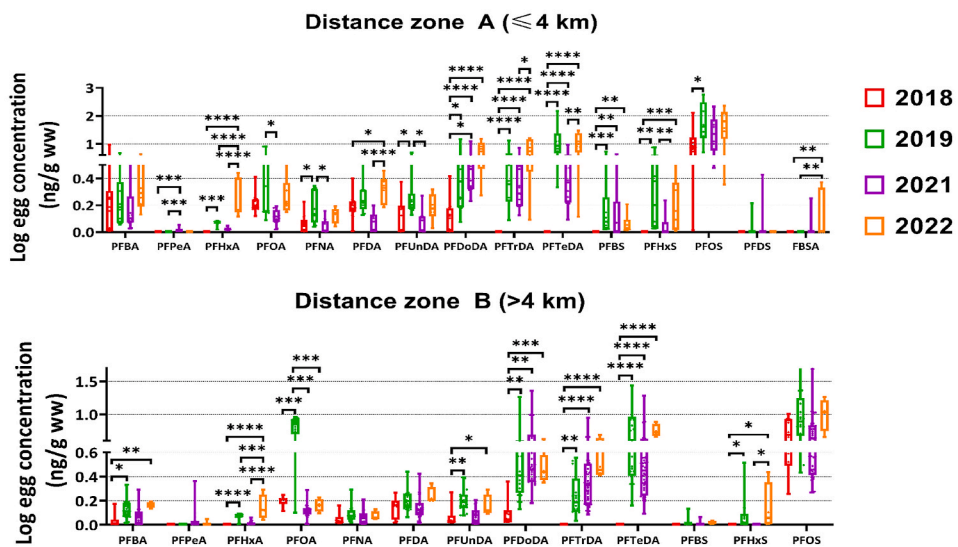 Distance zone A (≤ 4 km)
Log egg concentration
(ng/g ww)
3
2
1
0.4
0.2
0.0
**** **** **** * **** *
**** **** **** **** **** ** ***
**** * * **** **** ** ** ** *
*** *** **** * * * * * * **** * **** **** ** *** ** *** ** **
PFBA PFPeA PFHxA PFOA PFNA PFDA PFUnDA PFDoDA PFTrDA PFTeDA PFBS PFHxS PFOS PFDS FBSA
2018
2019
2021
2022
Distance zone B (>4 km)
Log egg concentration
(ng/g ww)
1.5
1.0
0.6
0.4
0.2
0.0
** * **** *** **** **** *** *** *** * ** *** ** ** **** **** ** **** **** **** * * *
PFBA PFPeA PFHxA PFOA PFNA PFDA PFUnDA PFDoDA PFTrDA PFTeDA PFBS PFHxS PFOS